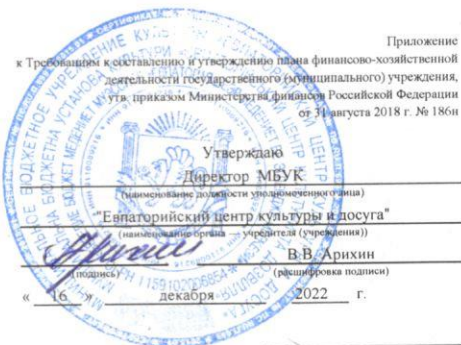 Приложение
к Требованиям к составлению и утверждению плана финансово-хозяйственной
деятельности государственного (муниципального) учреждения,
утв. приказом Министерства финансов Российской Федерации
от 31 августа 2018 г. № 186н
Утверждаю
Директор МБУК
(наименование должности уполномоченного лица)
"Евпаторийский центр культуры и досуга"
(наименование органа — учредителя (учреждения))
В.В. Арихин
(подпись) (расшифровка подписи)
« 16 » декабря 2022 г.